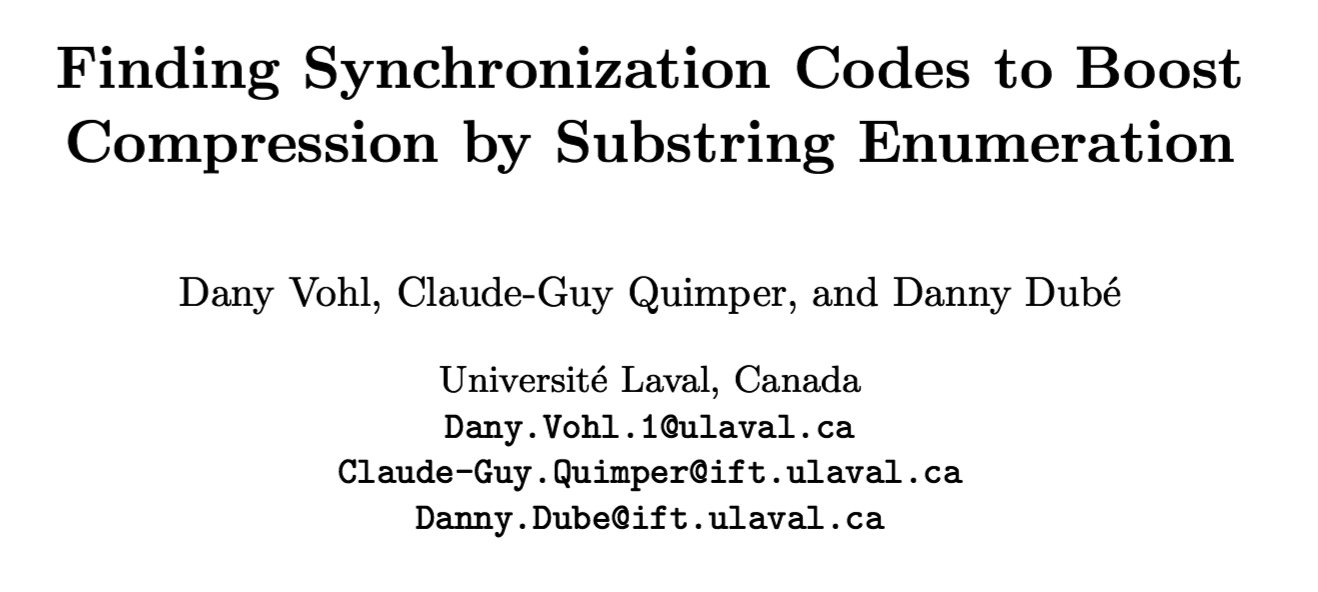 Finding Synchronization Codes to Boost
Compression by Substring Enumeration
Dany Vohl, Claude-Guy Quimper, and Danny Dubé
Université Laval, Canada
Dany.Vohl.1@ulaval.ca
Claude-Guy.Quimper@ift.ulaval.ca
Danny.Dube@ift.ulaval.ca